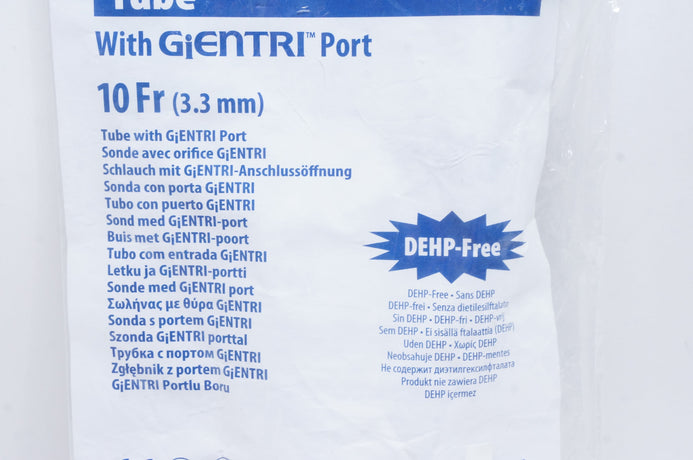 Tube
With GiENTRI™ Port
10 Fr (3.3 mm)
Tube with GiENTRI Port
Sonde avec orifice GiENTRI
Schlauch mit GiENTRI-Anschlussöffnung
Sonda con porta GiENTRI
Tubo con puerto GiENTRI
Sond med GiENTRI-port
Buis met GiENTRI-poort
Tubo com entrada GiENTRI
Letku ja GiENTRI-portti
Sonde med GiENTRI port
Σωλήνας με θύρα GiENTRI
Sonda s portem GiENTRI
Szonda GiENTRI porttal
Трубка с портом GiENTRI
Zgłębnik z portem GiENTRI
GiENTRI Portlu Boru
DEHP-Free
DEHP-Free • Sans DEHP
DEHP-frei • Senza dietilesilftalato
Sin DEHP • DEHP-fri • DEHP-vrij
Sem DEHP • Ei sisällä ftalaattia (DEHP)
Uden DEHP • Χωρίς DEHP
Neobsahuje DEHP • DEHP-mentes
Не содержит диэтилгексилфталата
Produkt nie zawiera DEHP
DEHP içermez